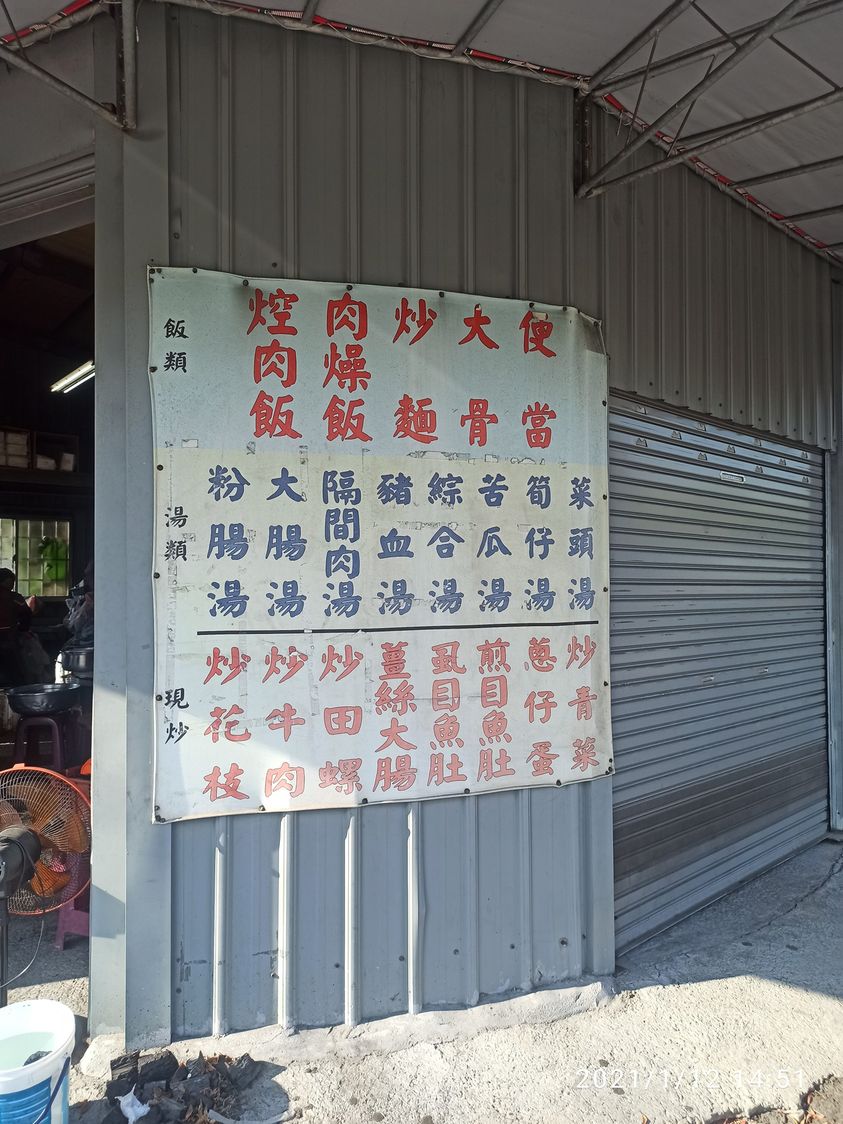 飯類
焢肉飯
肉燥飯
炒麵
大骨
便當
湯類
粉腸湯
大腸湯
隔間肉湯
豬血湯
綜合湯
苦瓜湯
筍仔湯
菜頭湯
現炒
炒花枝
炒牛肉
炒田螺
薑絲大腸
虱目魚肚
煎目魚肚
葱仔蛋
炒青菜
2021/1/12 14:51